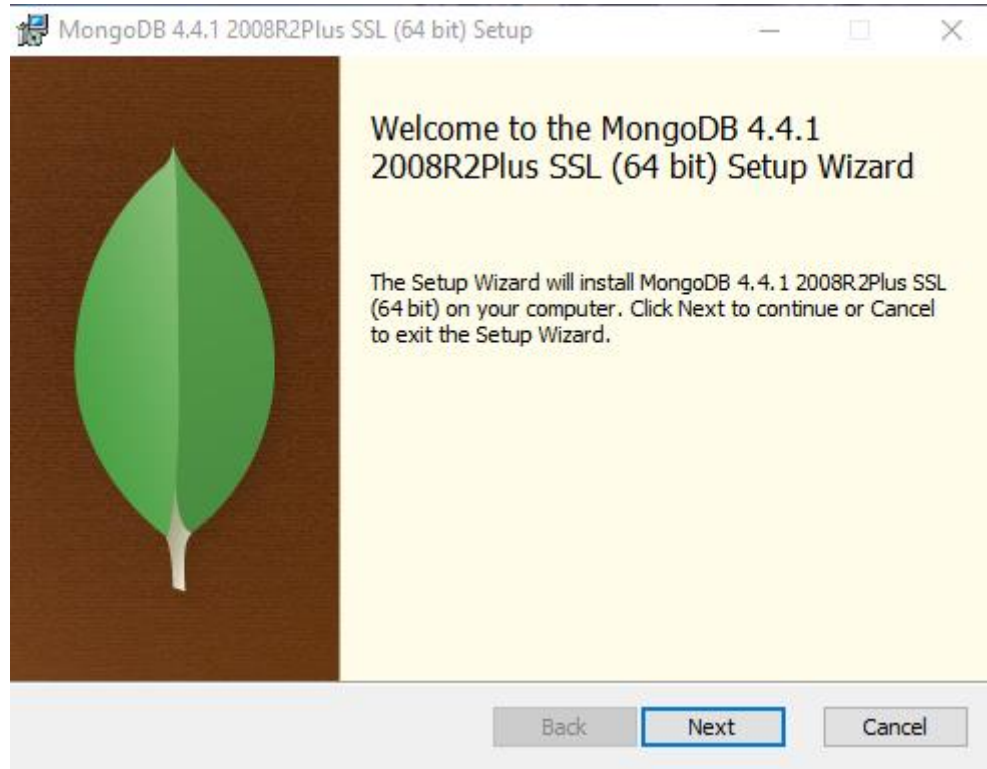 MongoDB 4.4.1 2008R2Plus SSL (64 bit) Setup
Welcome to the MongoDB 4.4.1
2008R2Plus SSL (64 bit) Setup Wizard
The Setup Wizard will install MongoDB 4.4.1 2008R2Plus SSL
(64 bit) on your computer. Click Next to continue or Cancel
to exit the Setup Wizard.
Back Next Cancel